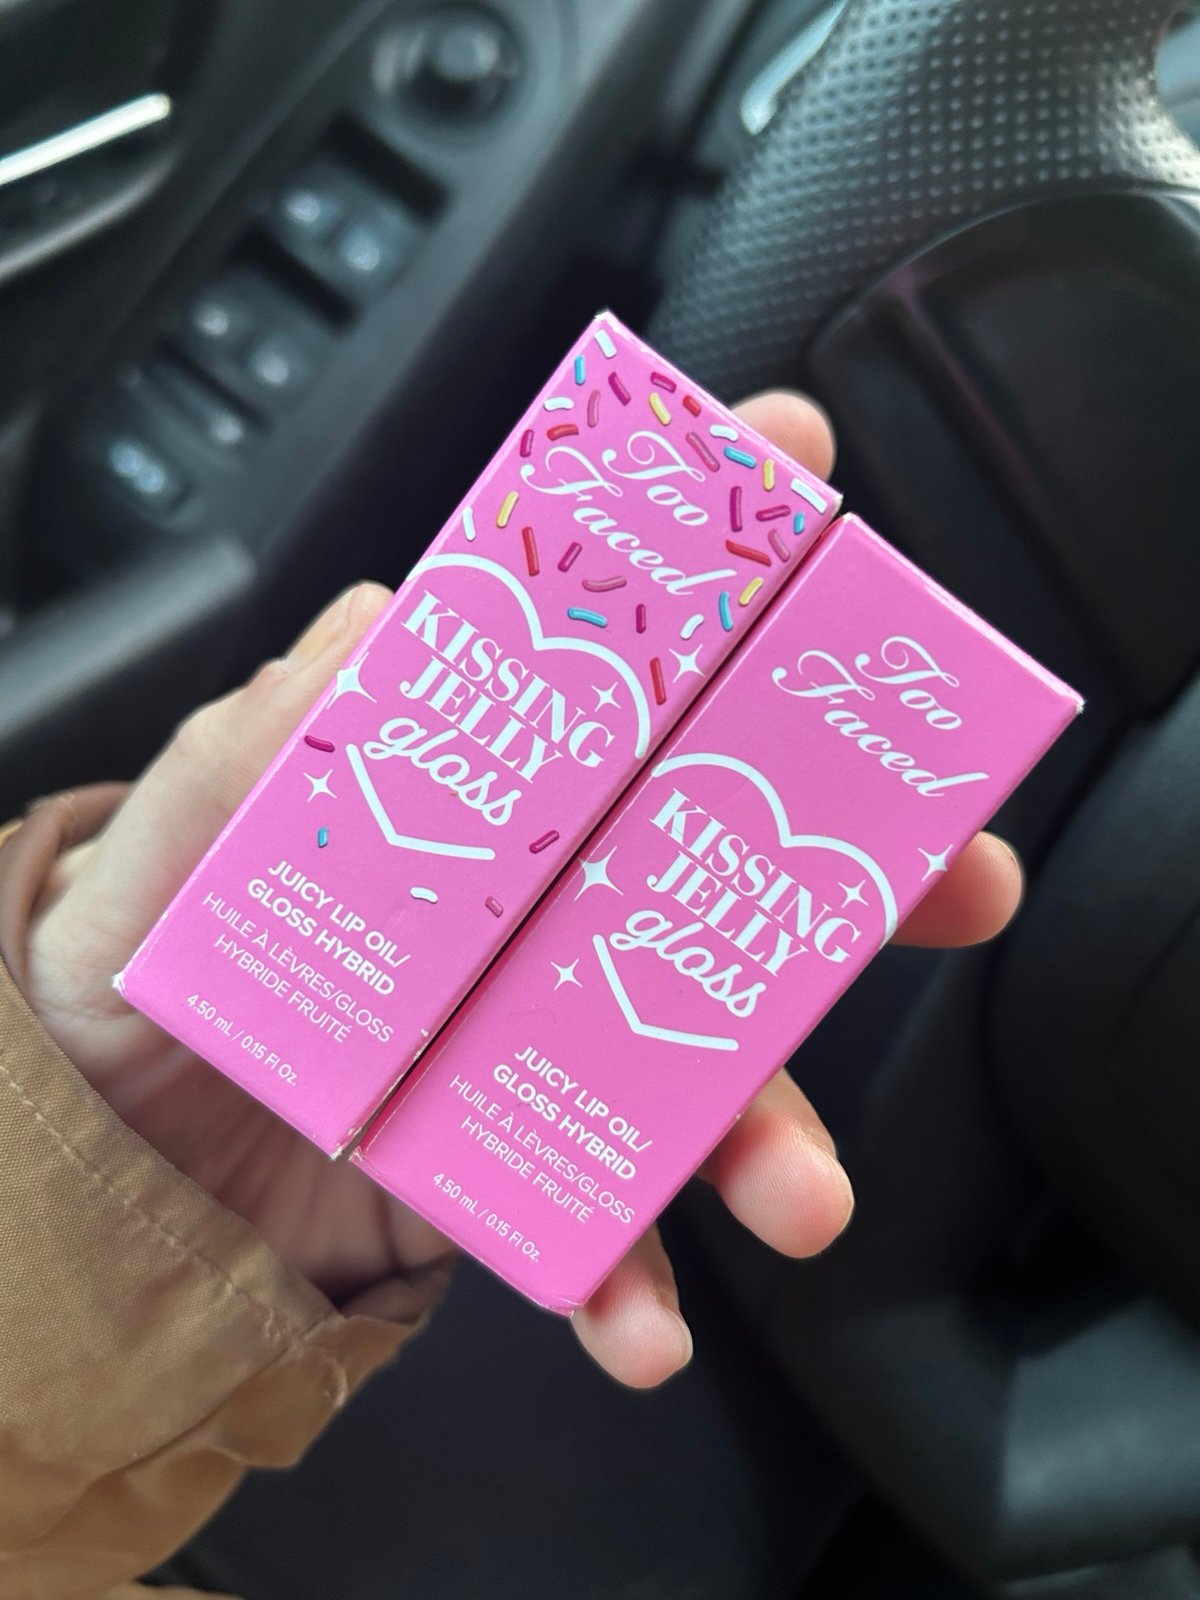 Too
Faced
KISSING
JELLY
gloss
JUICY LIP OIL/
GLOSS HYBRID
HUILE À LÈVRES/GLOSS
HYBRIDE FRUITÉ
4.50 mL / 0.15 Fl Oz.
Too
Faced
KISSING
JELLY
gloss
JUICY LIP OIL/
GLOSS HYBRID
HUILE À LÈVRES/GLOSS
HYBRIDE FRUITÉ
4.50 mL / 0.15 Fl Oz.